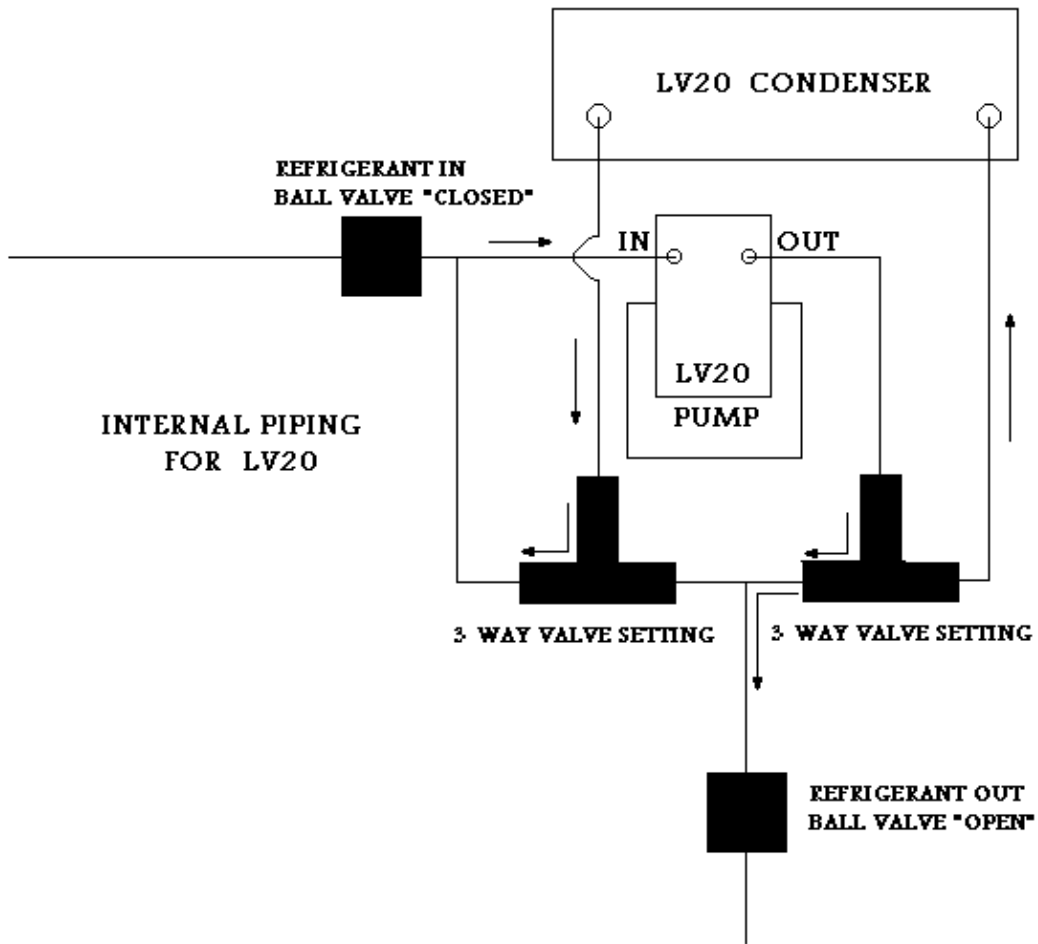 LV20 CONDENSER
REFRIGERANT IN
BALL VALVE "CLOSED"
IN
OUT
LV20
PUMP
INTERNAL PIPING
FOR LV20
3- WAY VALVE SETTING
3- WAY VALVE SETTING
REFRIGERANT OUT
BALL VALVE "OPEN"